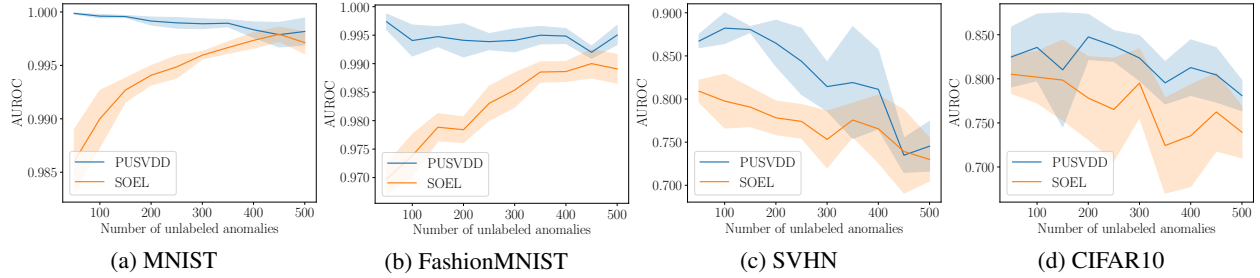 1.000
0.995
0.990
0.985
AUROC
PUSVDD
SOEL
100 200 300 400 500
Number of unlabeled anomalies
(a) MNIST
1.000
0.995
0.990
0.985
0.980
0.975
0.970
AUROC
PUSVDD
SOEL
100 200 300 400 500
Number of unlabeled anomalies
(b) FashionMNIST
0.900
0.850
0.800
0.750
0.700
AUROC
PUSVDD
SOEL
100 200 300 400 500
Number of unlabeled anomalies
(c) SVHN
0.850
0.800
0.750
0.700
AUROC
PUSVDD
SOEL
100 200 300 400 500
Number of unlabeled anomalies
(d) CIFAR10